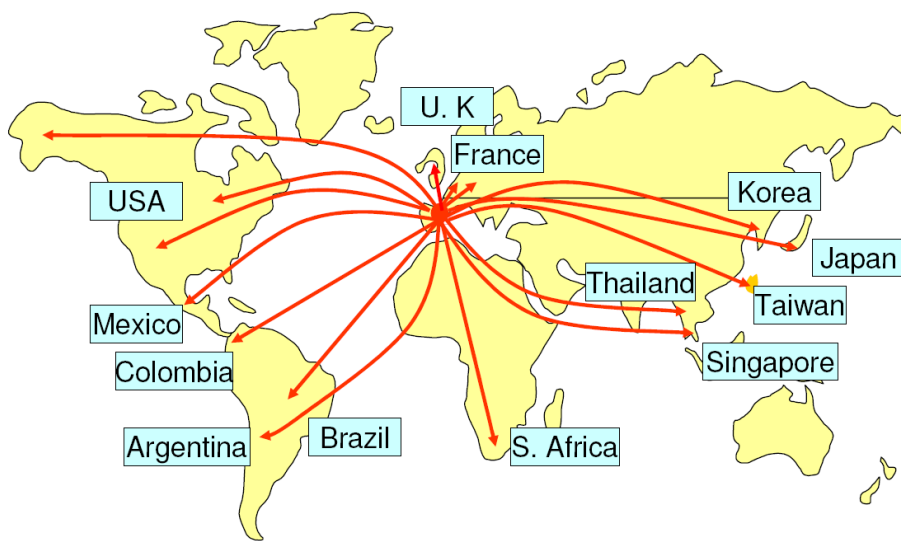 U. K
France
USA
Korea
Japan
Thailand
Taiwan
Mexico
Colombia
Singapore
Argentina
Brazil
S. Africa